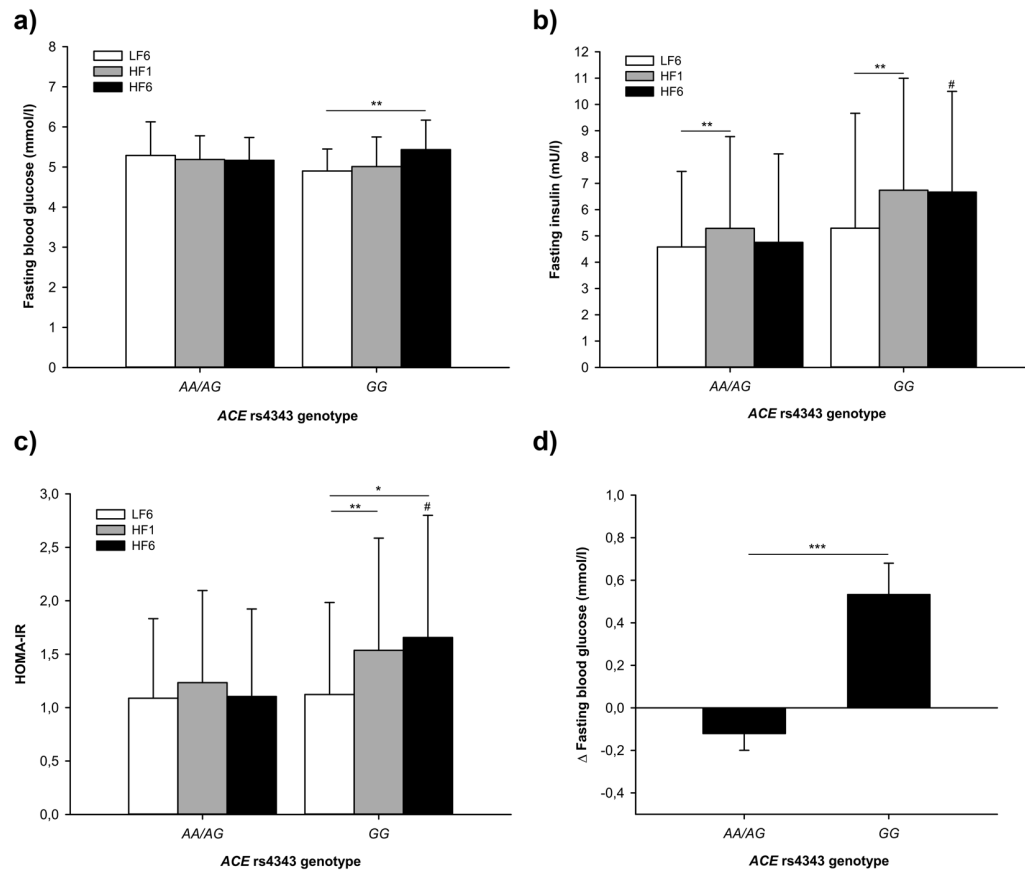 a)
LF6
HF1
HF6
**
8
7
6
5
4
3
2
1
0
Fasting blood glucose (mmol/l)
AA/AG
GG
ACE rs4343 genotype
b)
LF6
HF1
HF6
**
**
#
12
11
10
9
8
7
6
5
4
3
2
1
0
Fasting insulin (mU/l)
AA/AG
GG
ACE rs4343 genotype
c)
LF6
HF1
HF6
*
**
#
3,0
2,5
2,0
1,5
1,0
0,5
0,0
HOMA-IR
AA/AG
GG
ACE rs4343 genotype
d)
***
1,0
0,8
0,6
0,4
0,2
0,0
-0,2
-0,4
Δ Fasting blood glucose (mmol/l)
AA/AG
GG
ACE rs4343 genotype